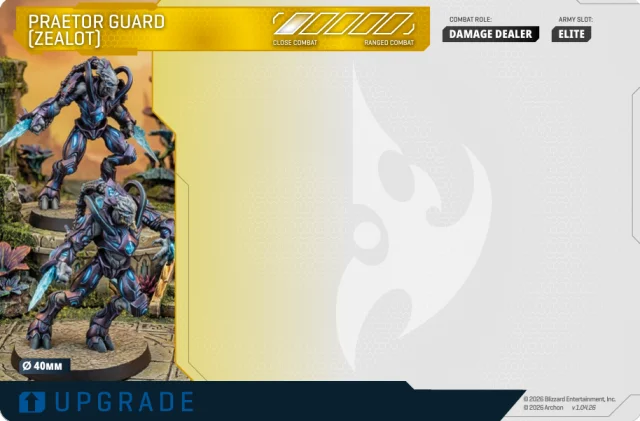 PRAETOR GUARD
[ZEALOT]
CLOSE COMBAT
RANGED COMBAT
COMBAT ROLE:
DAMAGE DEALER
ARMY SLOT:
ELITE
Ø 40MM
UPGRADE
© 2026 Blizzard Entertainment, Inc.
© 2026 Archon v.1.04.26